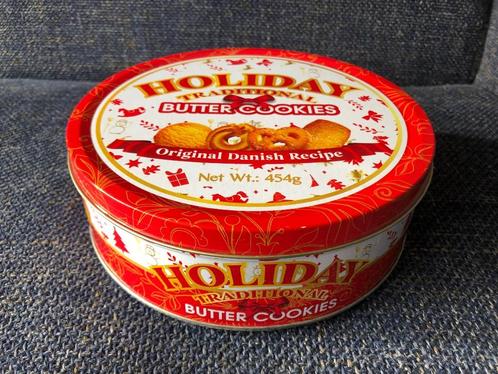 HOLIDAY
TRADITIONAL
BUTTER COOKIES
Original Danish Recipe
Net Wt.: 454g
HOLIDAY
TRADITIONAL
BUTTER COOKIES